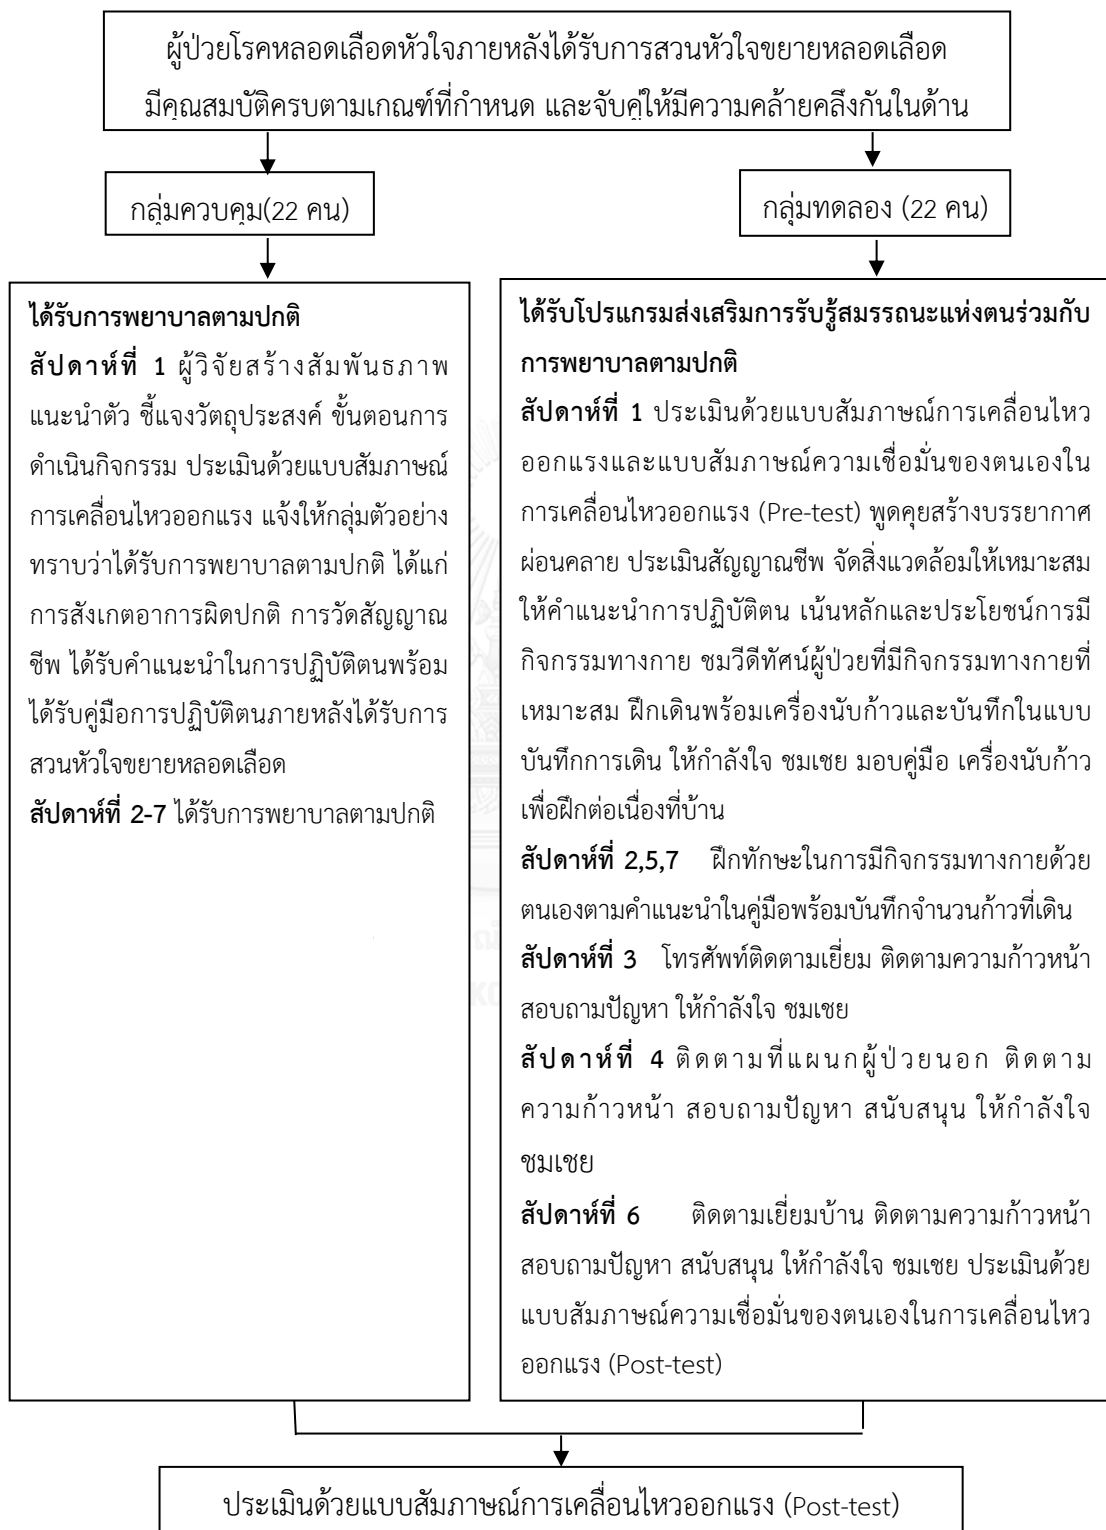 ผู้ป่วยโรคหลอดเลือดหัวใจภายหลังได้รับการสวนหัวใจขยายหลอดเลือด
มีคุณสมบัติครบตามเกณฑ์ที่กำหนด และจับคู่ให้มีความคล้ายคลึงกันในด้าน
กลุ่มควบคุม(22 คน)
กลุ่มทดลอง (22 คน)
ได้รับการพยาบาลตามปกติ
สัปดาห์ที่ 1 ผู้วิจัยสร้างสัมพันธภาพ
แนะนำตัว ชี้แจงวัตถุประสงค์ ขั้นตอนการ
ดำเนินกิจกรรม ประเมินด้วยแบบสัมภาษณ์
การเคลื่อนไหวออกแรง แจ้งให้กลุ่มตัวอย่าง
ทราบว่าได้รับการพยาบาลตามปกติ ได้แก่
การสังเกตอาการผิดปกติ การวัดสัญญาณ
ชีพ ได้รับคำแนะนำในการปฏิบัติตนพร้อม
ได้รับคู่มือการปฏิบัติตนภายหลังได้รับการ
สวนหัวใจขยายหลอดเลือด
สัปดาห์ที่ 2-7 ได้รับการพยาบาลตามปกติ
ได้รับโปรแกรมส่งเสริมการรับรู้สมรรถนะแห่งตนร่วมกับ
การพยาบาลตามปกติ
สัปดาห์ที่ 1 ประเมินด้วยแบบสัมภาษณ์การเคลื่อนไหว
ออกแรงและแบบสัมภาษณ์ความเชื่อมั่นของตนเองใน
การเคลื่อนไหวออกแรง (Pre-test) พูดคุยสร้างบรรยากาศ
ผ่อนคลาย ประเมินสัญญาณชีพ จัดสิ่งแวดล้อมให้เหมาะสม
ให้คำแนะนำการปฏิบัติตน เน้นหลักและประโยชน์การมี
กิจกรรมทางกาย ชมวีดีทัศน์ผู้ป่วยที่มีกิจกรรมทางกายที่
เหมาะสม ฝึกเดินพร้อมเครื่องนับก้าวและบันทึกในแบบ
บันทึกการเดิน ให้กำลังใจ ชมเชย มอบคู่มือ เครื่องนับก้าว
เพื่อฝึกต่อเนื่องที่บ้าน
สัปดาห์ที่ 2,5,7 ฝึกทักษะในการมีกิจกรรมทางกายด้วย
ตนเองตามคำแนะนำในคู่มือพร้อมบันทึกจำนวนก้าวที่เดิน
สัปดาห์ที่ 3 โทรศัพท์ติดตามเยี่ยม ติดตามความก้าวหน้า
สอบถามปัญหา ให้กำลังใจ ชมเชย
สัปดาห์ที่ 4 ติดตามที่แผนกผู้ป่วยนอก ติดตาม
ความก้าวหน้า สอบถามปัญหา สนับสนุน ให้กำลังใจ
ชมเชย
สัปดาห์ที่ 6 ติดตามเยี่ยมบ้าน ติดตามความก้าวหน้า
สอบถามปัญหา สนับสนุน ให้กำลังใจ ชมเชย ประเมินด้วย
แบบสัมภาษณ์ความเชื่อมั่นของตนเองในการเคลื่อนไหว
ออกแรง (Post-test)
ประเมินด้วยแบบสัมภาษณ์การเคลื่อนไหวออกแรง (Post-test)